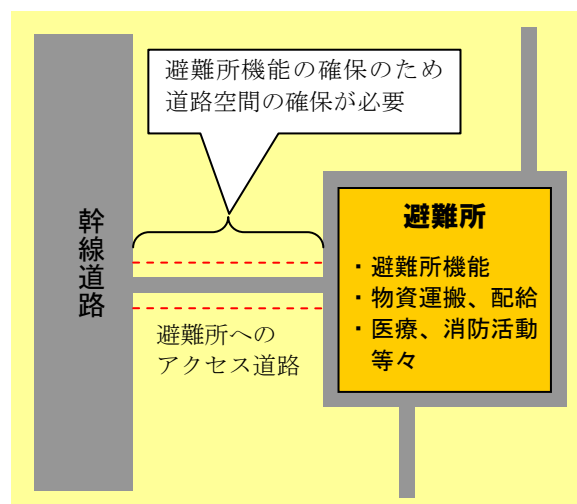 避難所機能の確保のため
道路空間の確保が必要
幹線道路
避難所
・避難所機能
・物資運搬、配給
・医療、消防活動
等々
避難所への
アクセス道路